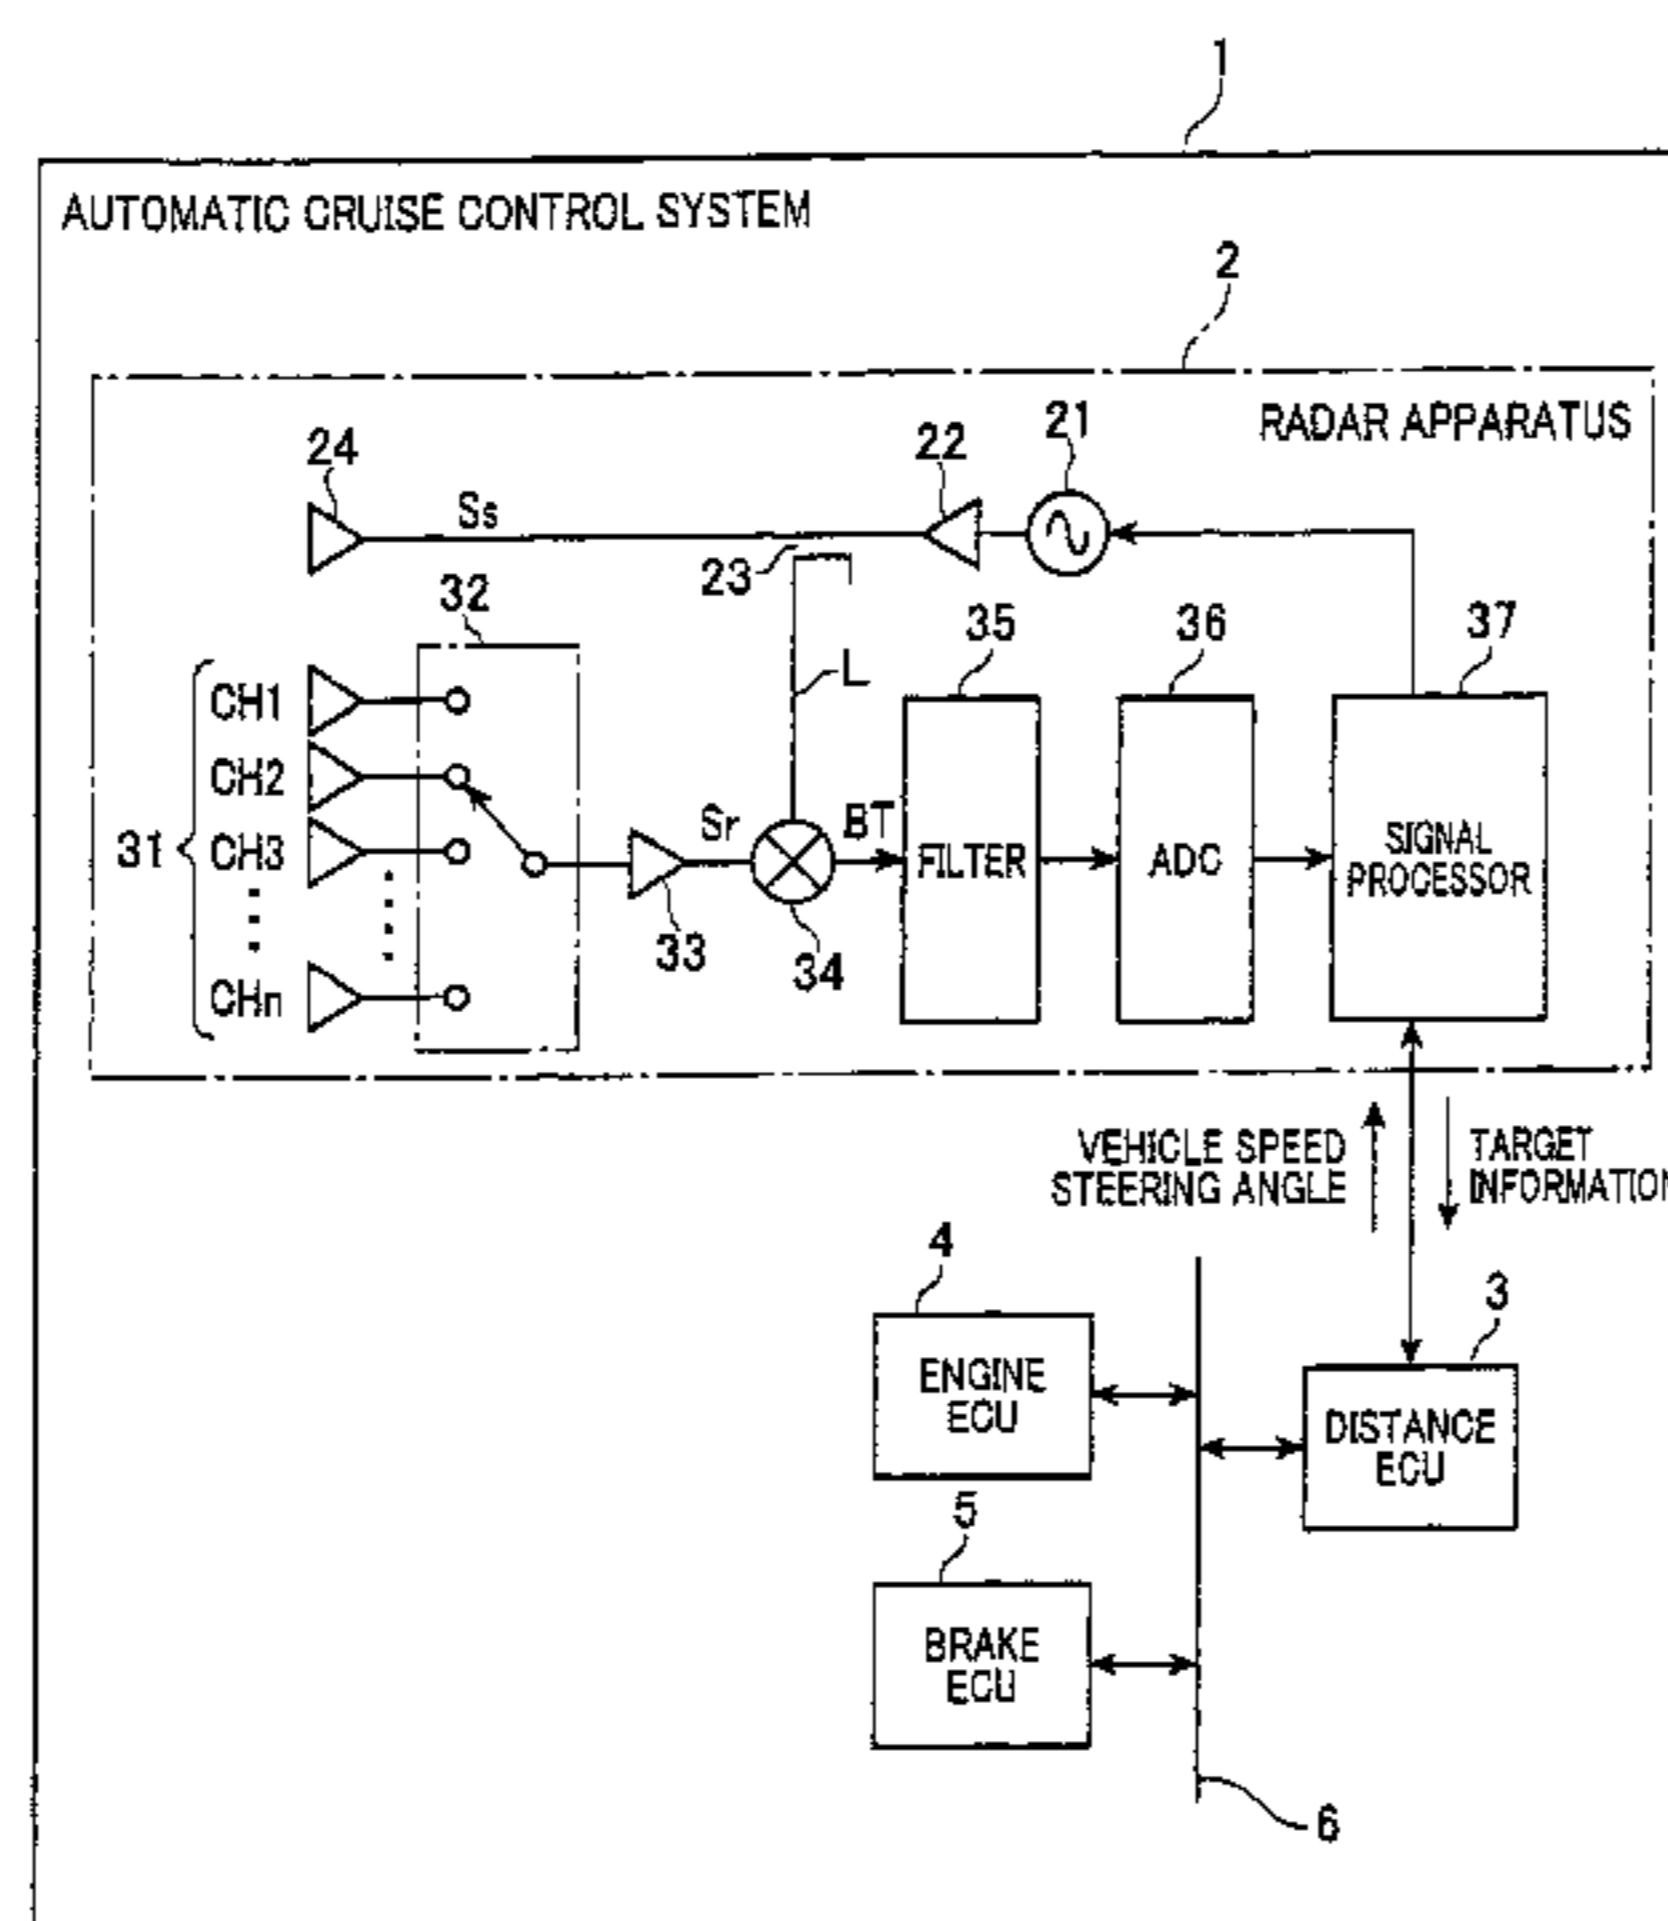 1
AUTOMATIC CRUISE CONTROL SYSTEM
2
RADAR APPARATUS
24
Ss
22
21
23
32
35
36
37
L
31
CH1
CH2
CH3
CHn
Sr
BT
33
34
FILTER
ADC
SIGNAL
PROCESSOR
VEHICLE SPEED
STEERING ANGLE
TARGET
INFORMATION
4
3
ENGINE
ECU
DISTANCE
ECU
5
BRAKE
ECU
6